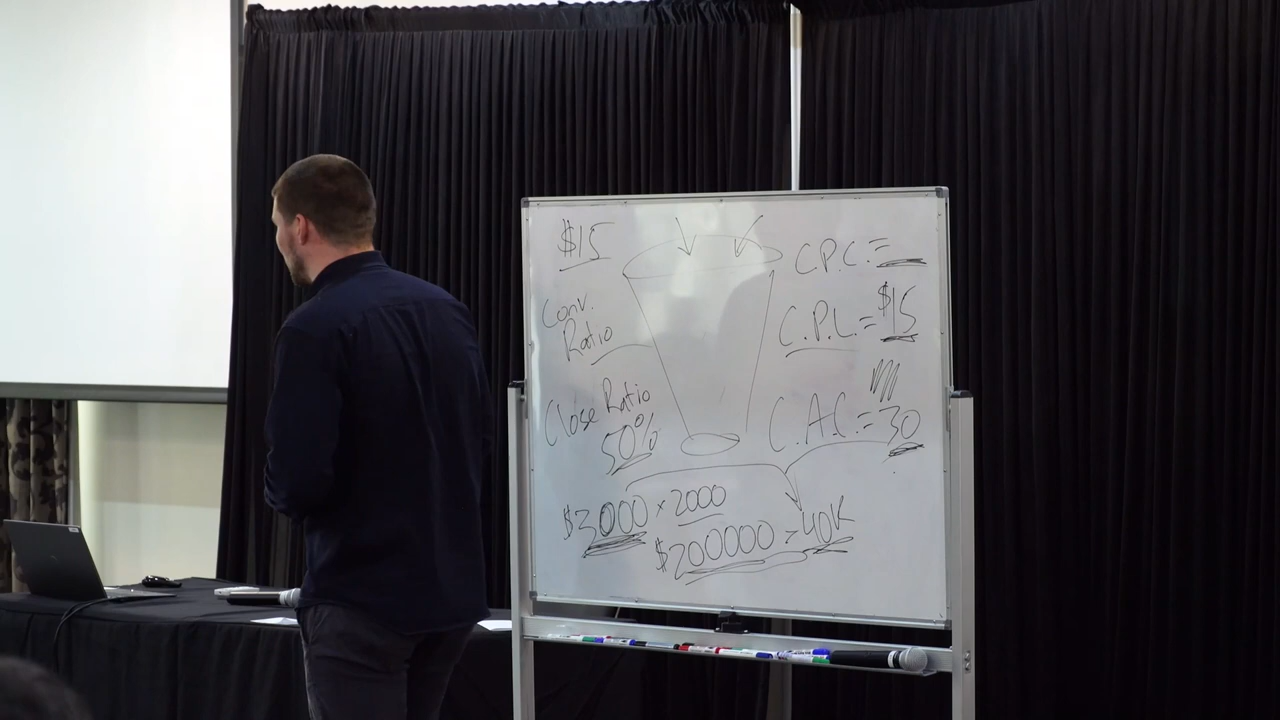 $15
Conv.
Ratio
Close Ratio
50%
C.P.C. =
C.P.L. = $15
C.A.C. = 30
$3000 x 2000
$200000 > 40K